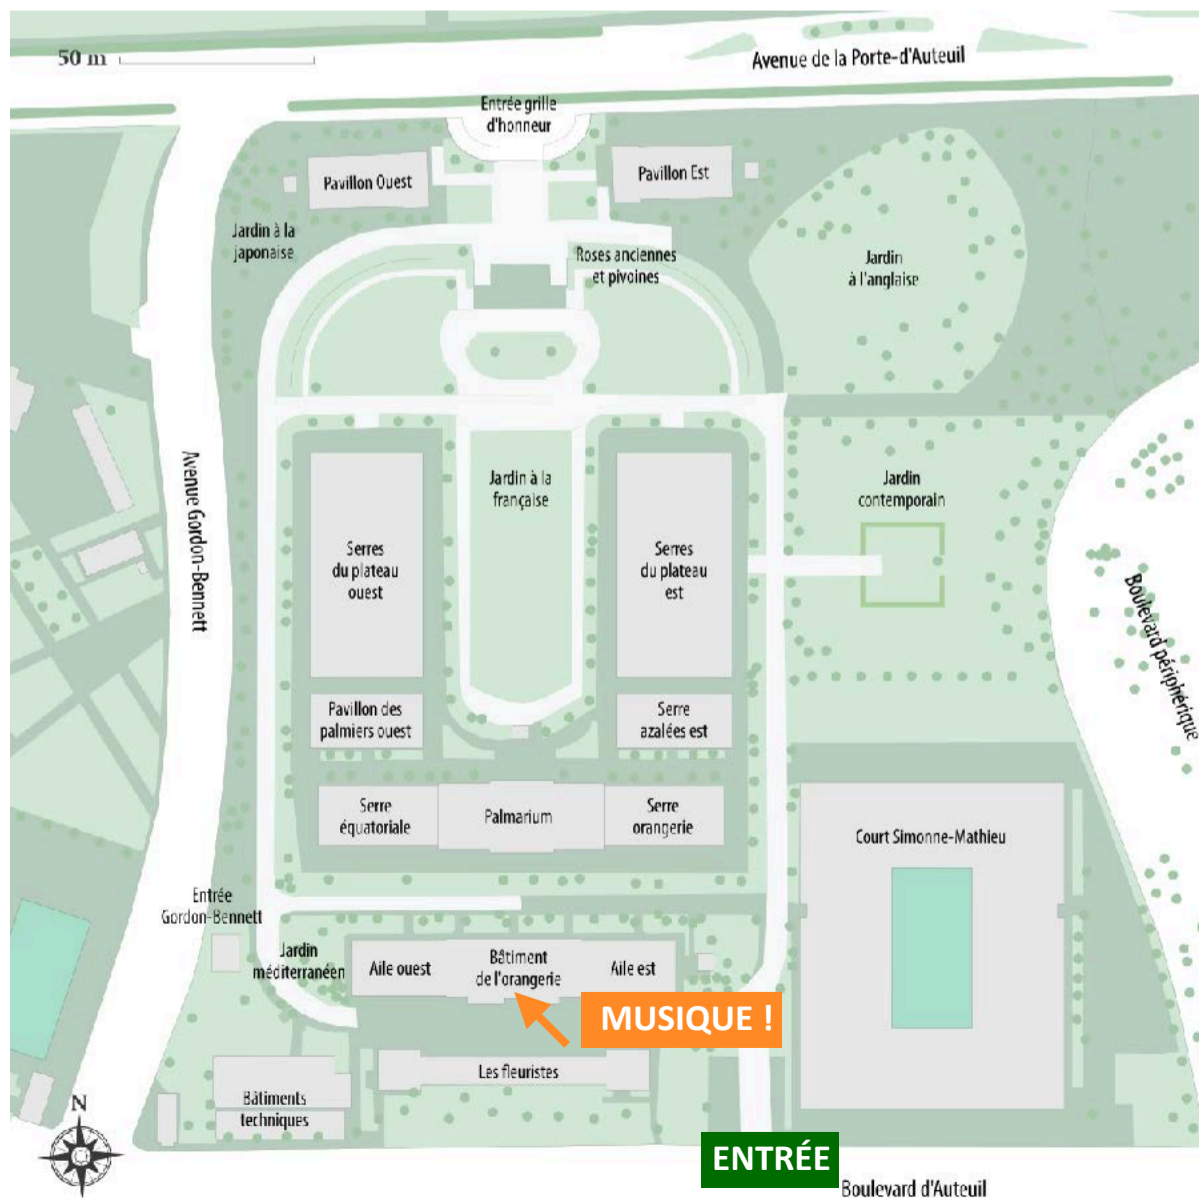 50 m
Avenue de la Porte-d'Auteuil
Entrée grille
d'honneur
Pavillon Ouest
Pavillon Est
Jardin à la
japonaise
Roses anciennes
et pivoines
Jardin
à l'anglaise
Avenue Gordon-Bennett
Jardin à la
française
Jardin
contemporain
Serres
du plateau
ouest
Serres
du plateau
est
Boulevard périphérique
Pavillon des
palmiers ouest
Serre
azalées est
Serre
équatoriale
Palmarium
Serre
orangerie
Court Simonne-Mathieu
Entrée
Gordon-Bennett
Jardin
méditerranéen
Aile ouest
Bâtiment
de l'orangerie
Aile est
MUSIQUE !
Les fleuristes
Bâtiments
techniques
N
ENTRÉE
Boulevard d'Auteuil